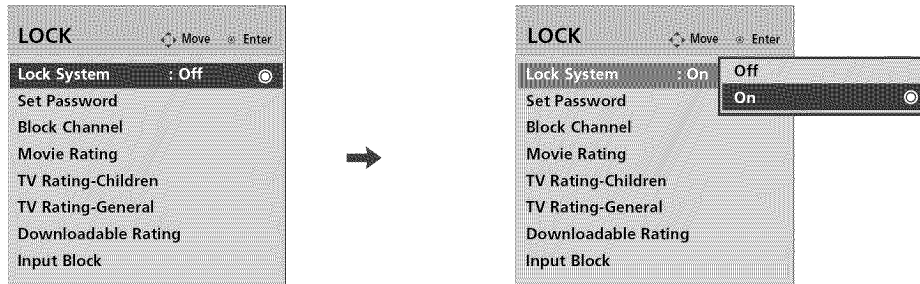 LOCK Move Enter
Lock System : Off
Set Password
Block Channel
Movie Rating
TV Rating-Children
TV Rating-General
Downloadable Rating
Input Block
LOCK Move Enter
Lock System : On
Set Password
Block Channel
Movie Rating
TV Rating-Children
TV Rating-General
Downloadable Rating
Input Block
Off
On